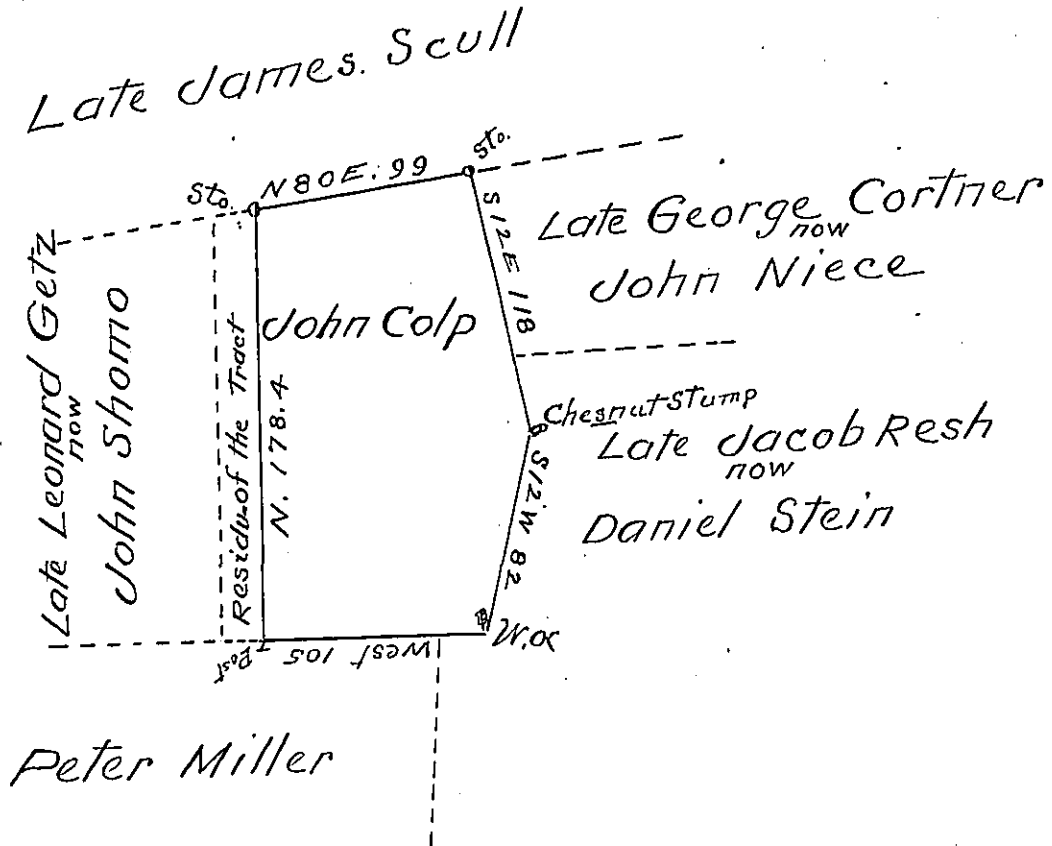 Late James. Scull
Sto.
Sto.
N80E.99
S12E 118
Late George Cortner
now
John Niece
John Colp
Late Leonard Getz
now
John Shomo
Residu.of the Tract
N. 178.4
Chesnut Stump
Late Jacob Resh
now
Daniel Stein
S12W 82
W.O.
Post
West 105
Peter Miller